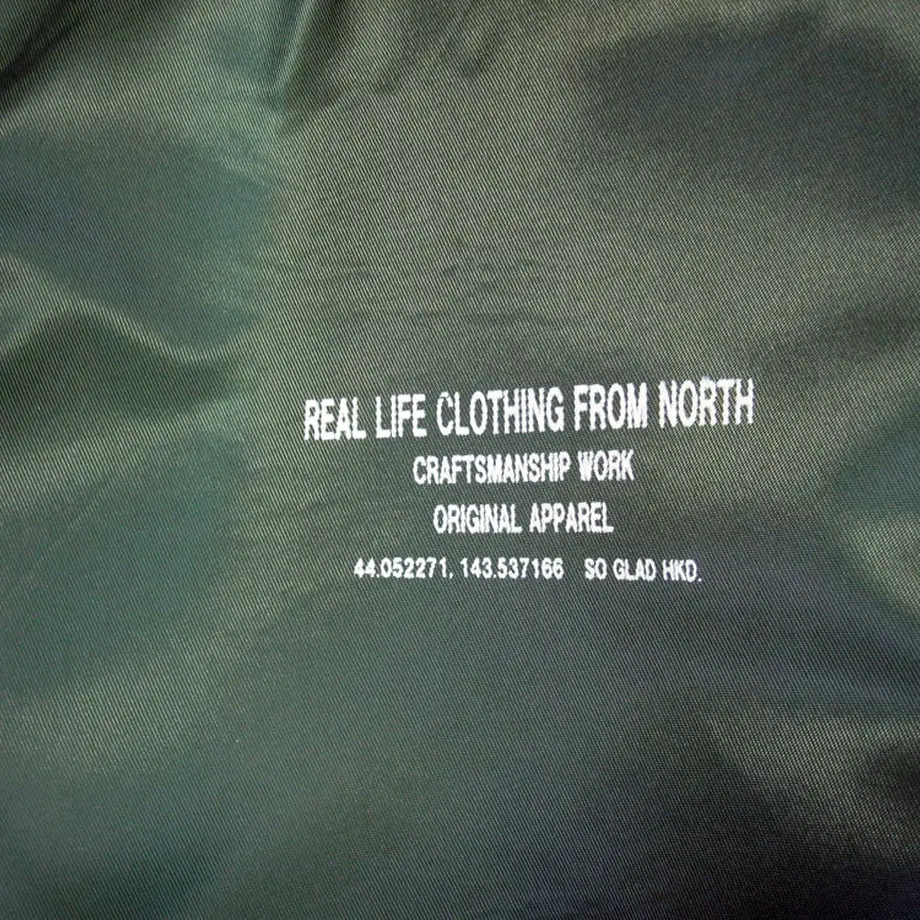 REAL LIFE CLOTHING FROM NORTH
CRAFTSMANSHIP WORK
ORIGINAL APPAREL
44.052271, 143.537166 SO GLAD HKD.